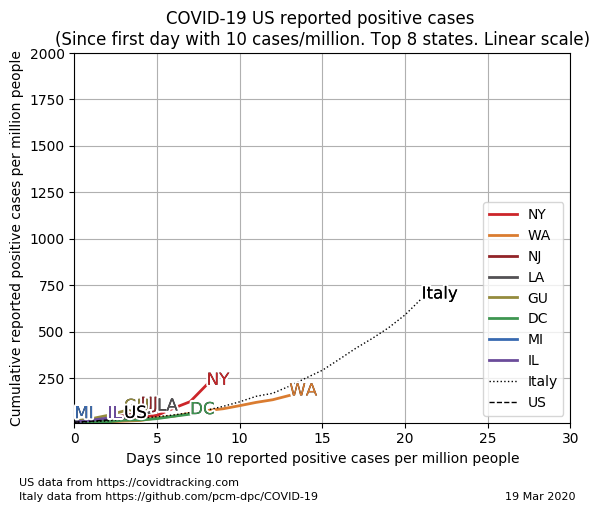 COVID-19 US reported positive cases
(Since first day with 10 cases/million. Top 8 states. Linear scale)
Cumulative reported positive cases per million people
2000
1750
1500
1250
1000
750
500
250
Italy
NY
WA
DC
LA
NJ
GU
US
IL
MI
NY
WA
NJ
LA
GU
DC
MI
IL
Italy
US
0
5
10
15
20
25
30
Days since 10 reported positive cases per million people
US data from https://covidtracking.com
Italy data from https://github.com/pcm-dpc/COVID-19
19 Mar 2020